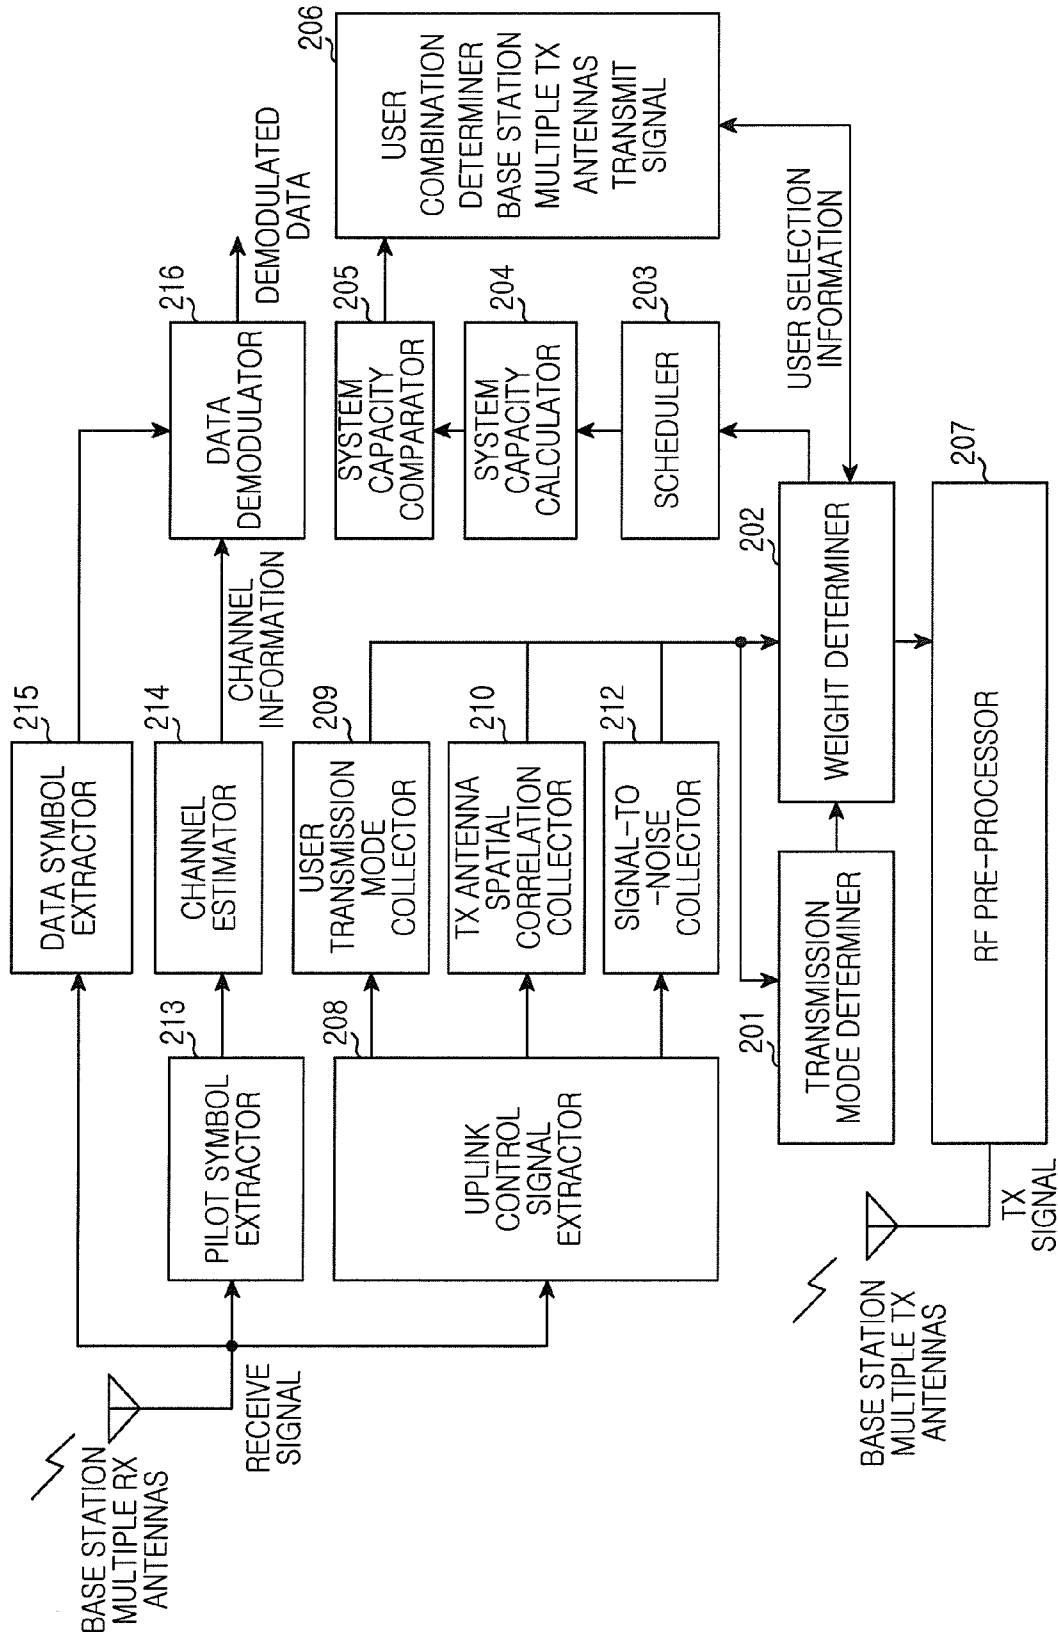 BASE STATION
MULTIPLE RX
ANTENNAS
RECEIVE
SIGNAL
215
DATA SYMBOL
EXTRACTOR
213
PILOT SYMBOL
EXTRACTOR
214
CHANNEL
ESTIMATOR
CHANNEL
INFORMATION
216
DATA
DEMODULATOR
DEMODULATED
DATA
208
UPLINK
CONTROL
SIGNAL
EXTRACTOR
209
USER
TRANSMISSION
MODE
COLLECTOR
210
TX ANTENNA
SPATIAL
CORRELATION
COLLECTOR
212
SIGNAL-TO
-NOISE
COLLECTOR
205
SYSTEM
CAPACITY
COMPARATOR
204
SYSTEM
CAPACITY
CALCULATOR
203
SCHEDULER
206
USER
COMBINATION
DETERMINER
BASE STATION
MULTIPLE TX
ANTENNAS
TRANSMIT
SIGNAL
USER SELECTION
INFORMATION
201
TRANSMISSION
MODE DETERMINER
202
WEIGHT DETERMINER
207
RF PRE-PROCESSOR
BASE STATION
MULTIPLE TX
ANTENNAS
TX
SIGNAL